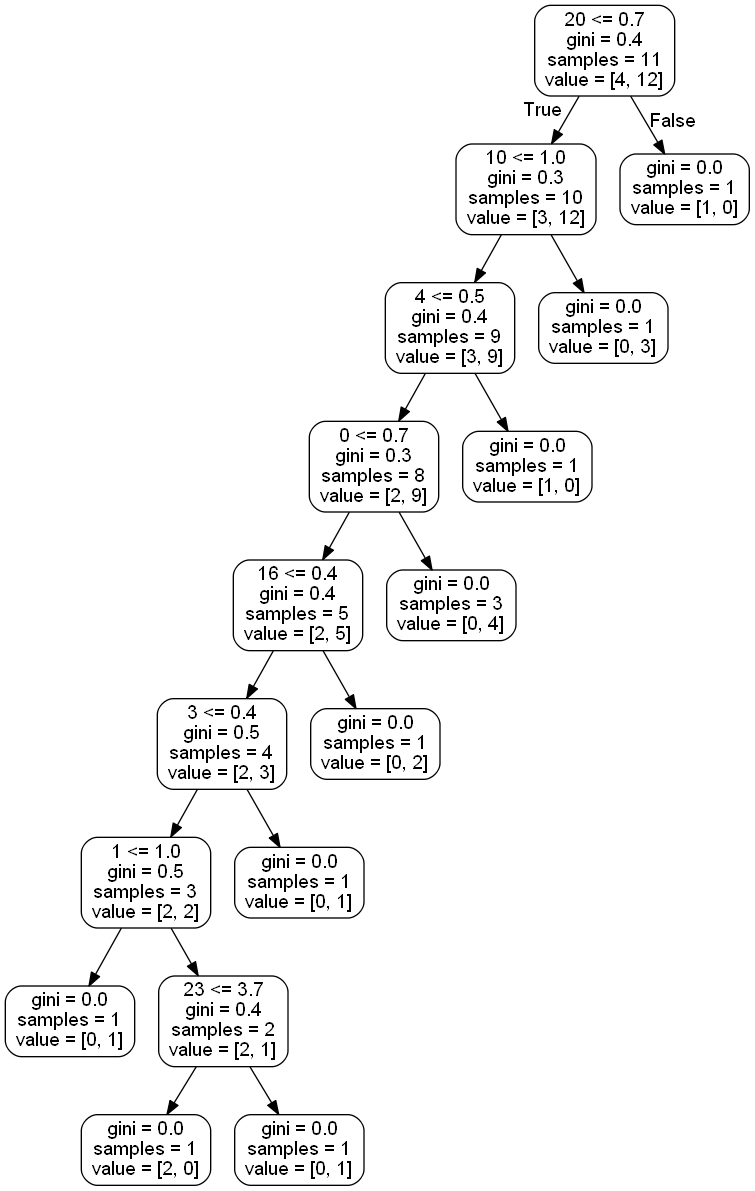 20 <= 0.7
gini = 0.4
samples = 11
value = [4, 12]
True
False
10 <= 1.0
gini = 0.3
samples = 10
value = [3, 12]
gini = 0.0
samples = 1
value = [1, 0]
4 <= 0.5
gini = 0.4
samples = 9
value = [3, 9]
gini = 0.0
samples = 1
value = [0, 3]
0 <= 0.7
gini = 0.3
samples = 8
value = [2, 9]
gini = 0.0
samples = 1
value = [1, 0]
16 <= 0.4
gini = 0.4
samples = 5
value = [2, 5]
gini = 0.0
samples = 3
value = [0, 4]
3 <= 0.4
gini = 0.5
samples = 4
value = [2, 3]
gini = 0.0
samples = 1
value = [0, 2]
1 <= 1.0
gini = 0.5
samples = 3
value = [2, 2]
gini = 0.0
samples = 1
value = [0, 1]
gini = 0.0
samples = 1
value = [0, 1]
23 <= 3.7
gini = 0.4
samples = 2
value = [2, 1]
gini = 0.0
samples = 1
value = [2, 0]
gini = 0.0
samples = 1
value = [0, 1]